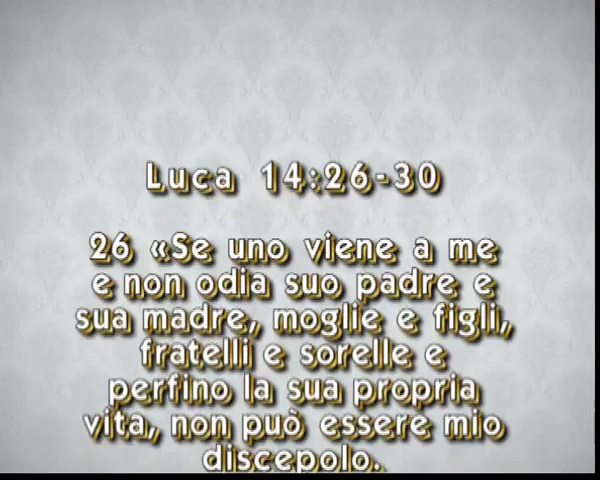 Luca 14:26-30
26 «Se uno viene a me
e non odia suo padre e
sua madre, moglie e figli,
fratelli e sorelle e
perfino la sua propria
vita, non può essere mio
discepolo.